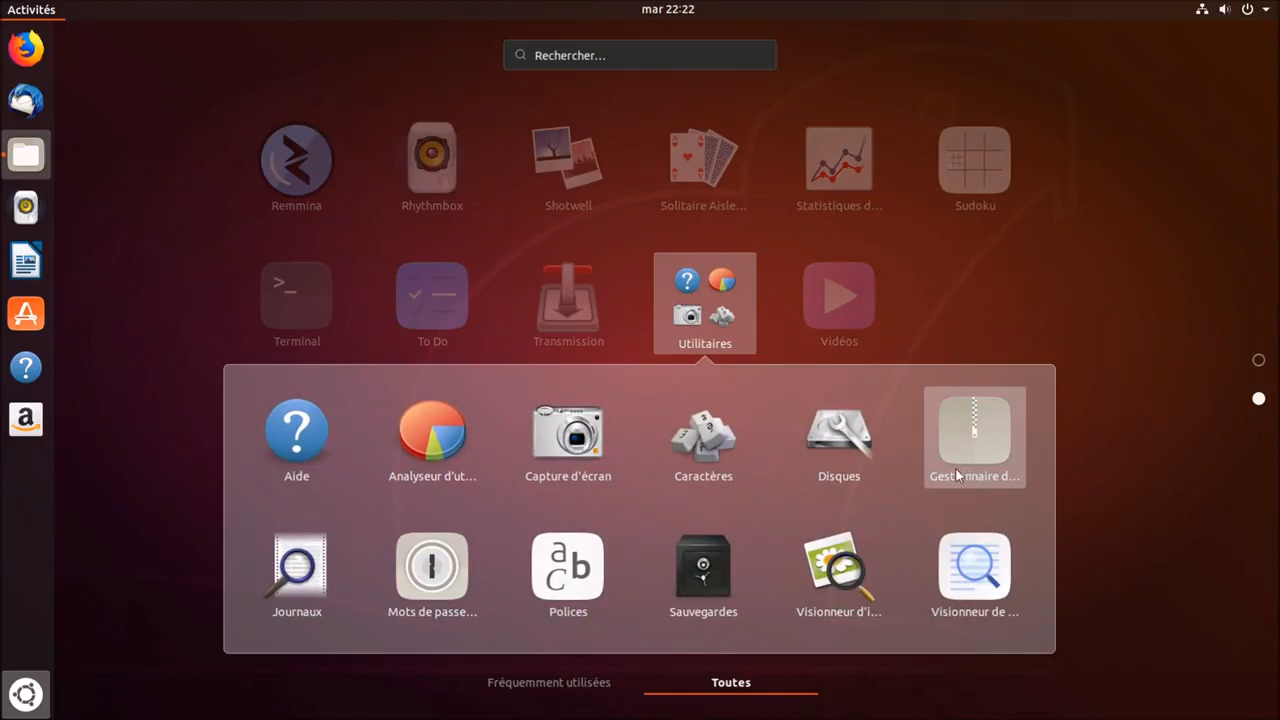 Activités
mar 22:22
Rechercher...
Remmina
Rhythmbox
Shotwell
Solitaire Aisle...
Statistiques d...
Sudoku
Terminal
To Do
Transmission
Utilitaires
Vidéos
Aide
Analyseur d'ut...
Capture d'écran
Caractères
Disques
Gestionnaire d...
Journaux
Mots de passe...
Polices
Sauvegardes
Visionneur d'i...
Visionneur de ...
Fréquemment utilisées
Toutes